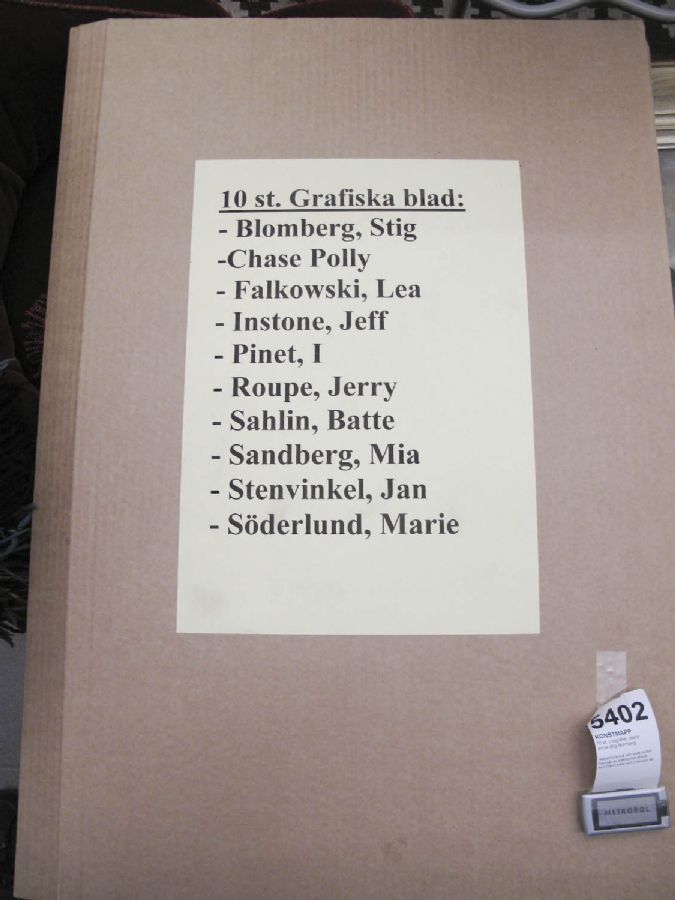 10 st. Grafiska blad:
- Blomberg, Stig
-Chase Polly
- Falkowski, Lea
- Instone, Jeff
- Pinet, I
- Roupe, Jerry
- Sahlin, Batte
- Sandberg, Mia
- Stenvinkel, Jan
- Söderlund, Marie
5402
KONSTMAPP
METROPOL